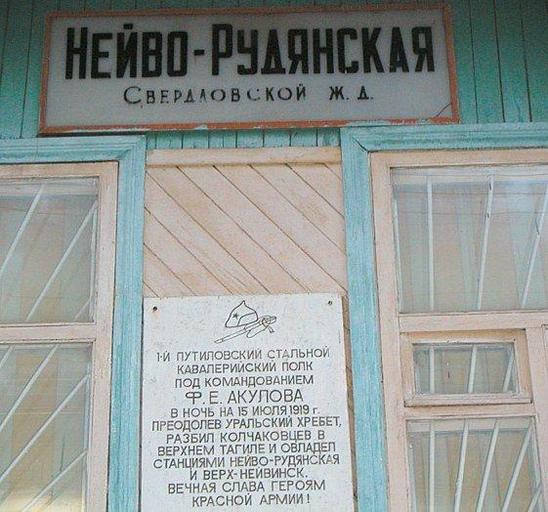 НЕЙВО-РУДЯНСКАЯ
СВЕРДЛОВСКОЙ Ж.Д.
1-Й ПУТИЛОВСКИЙ СТАЛЬНОЙ
КАВАЛЕРИЙСКИЙ ПОЛК
ПОД КОМАНДОВАНИЕМ
Ф.Е. АКУЛОВА
В НОЧЬ НА 15 ИЮЛЯ 1919 г.
ПРЕОДОЛЕВ УРАЛЬСКИЙ ХРЕБЕТ,
РАЗБИЛ КОЛЧАКОВЦЕВ В
ВЕРХНЕМ ТАГИЛЕ И ОВЛАДЕЛ
СТАНЦИЯМИ НЕЙВО-РУДЯНСКАЯ
И ВЕРХ-НЕЙВИНСК.
ВЕЧНАЯ СЛАВА ГЕРОЯМ
КРАСНОЙ АРМИИ!